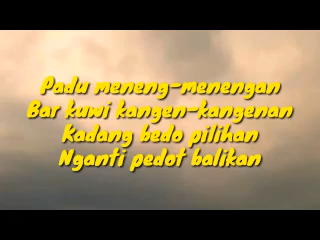 Padu meneng-menengan
Bar kuwi kangen-kangenan
Kadang bedo pilihan
Nganti pedot balikan